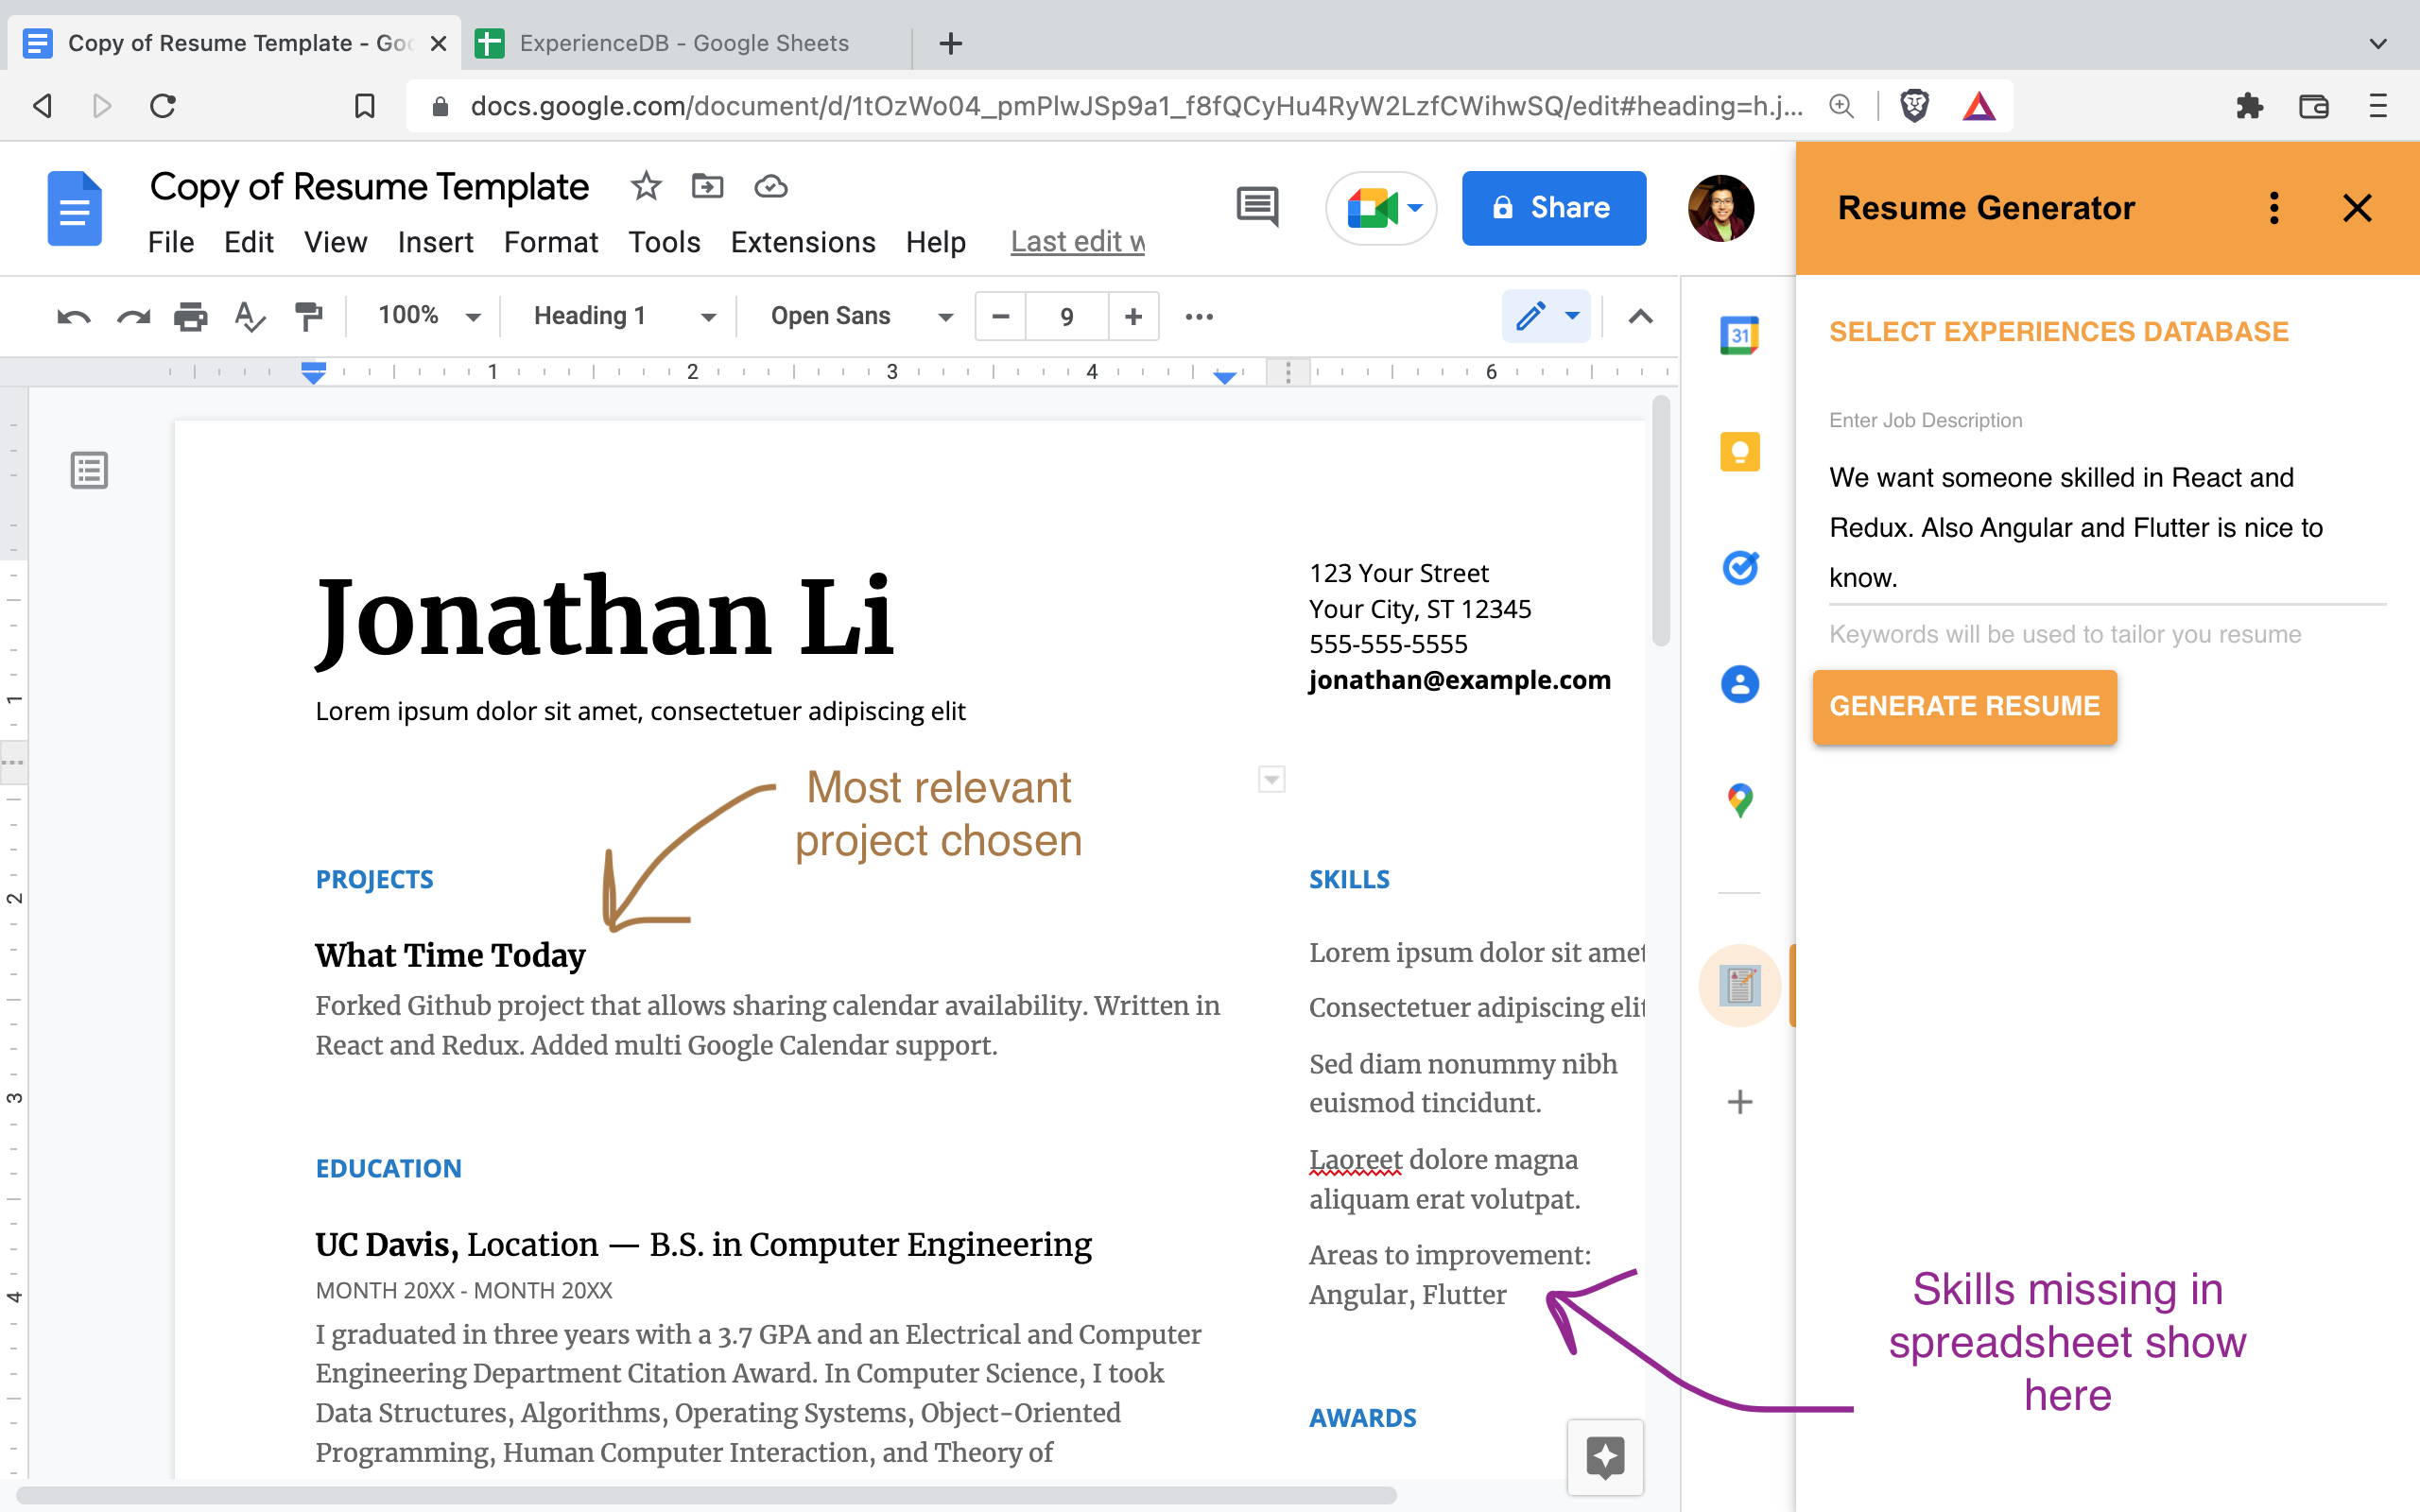 Copy of Resume Template - Goo
ExperienceDB - Google Sheets
docs.google.com/document/d/1tOzWo04_pmPlwJSp9a1_f8fQCyHu4RyW2LzfCWihwSQ/edit#heading=h.j...
Copy of Resume Template
File Edit View Insert Format Tools Extensions Help Last edit w
Share
100% Heading 1 Open Sans 9
1 2 3 4 6
31
Jonathan Li
Lorem ipsum dolor sit amet, consectetuer adipiscing elit
123 Your Street
Your City, ST 12345
555-555-5555
jonathan@example.com
Most relevant
project chosen
PROJECTS
What Time Today
Forked Github project that allows sharing calendar availability. Written in
React and Redux. Added multi Google Calendar support.
EDUCATION
UC Davis, Location — B.S. in Computer Engineering
MONTH 20XX - MONTH 20XX
I graduated in three years with a 3.7 GPA and an Electrical and Computer
Engineering Department Citation Award. In Computer Science, I took
Data Structures, Algorithms, Operating Systems, Object-Oriented
Programming, Human Computer Interaction, and Theory of
SKILLS
Lorem ipsum dolor sit amet
Consectetuer adipiscing elit
Sed diam nonummy nibh
euismod tincidunt.
Laoreet dolore magna
aliquam erat volutpat.
Areas to improvement:
Angular, Flutter
AWARDS
1
2
3
4
Resume Generator
SELECT EXPERIENCES DATABASE
Enter Job Description
We want someone skilled in React and
Redux. Also Angular and Flutter is nice to
know.
Keywords will be used to tailor you resume
GENERATE RESUME
Skills missing in
spreadsheet show
here